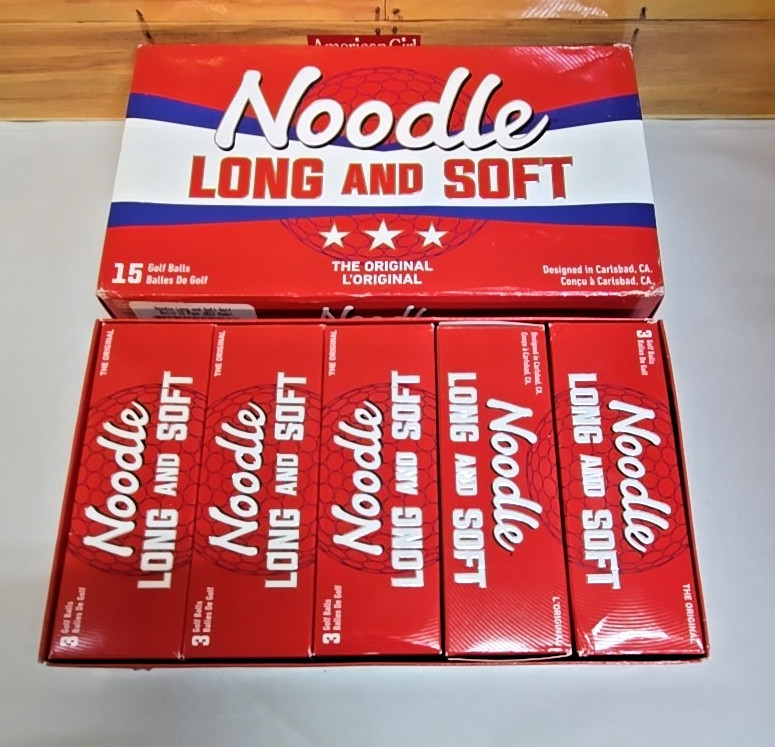 American Girl
Noodle
LONG AND SOFT
THE ORIGINAL
L'ORIGINAL
15 Golf Balls
Balles De Golf
Designed in Carlsbad, CA.
Conçu à Carlsbad, CA.
Noodle
THE ORIGINAL
Noodle
LONG AND SOFT
3 Golf Balls
Balles De Golf
THE ORIGINAL
Noodle
LONG AND SOFT
3 Golf Balls
Balles De Golf
THE ORIGINAL
Noodle
LONG AND SOFT
3 Golf Balls
Balles De Golf
Designed in Carlsbad, CA.
Conçu à Carlsbad, CA.
Noodle
LONG AND SOFT
L'ORIGINAL
3 Golf Balls
Balles De Golf
Noodle
LONG AND SOFT
THE ORIGINAL